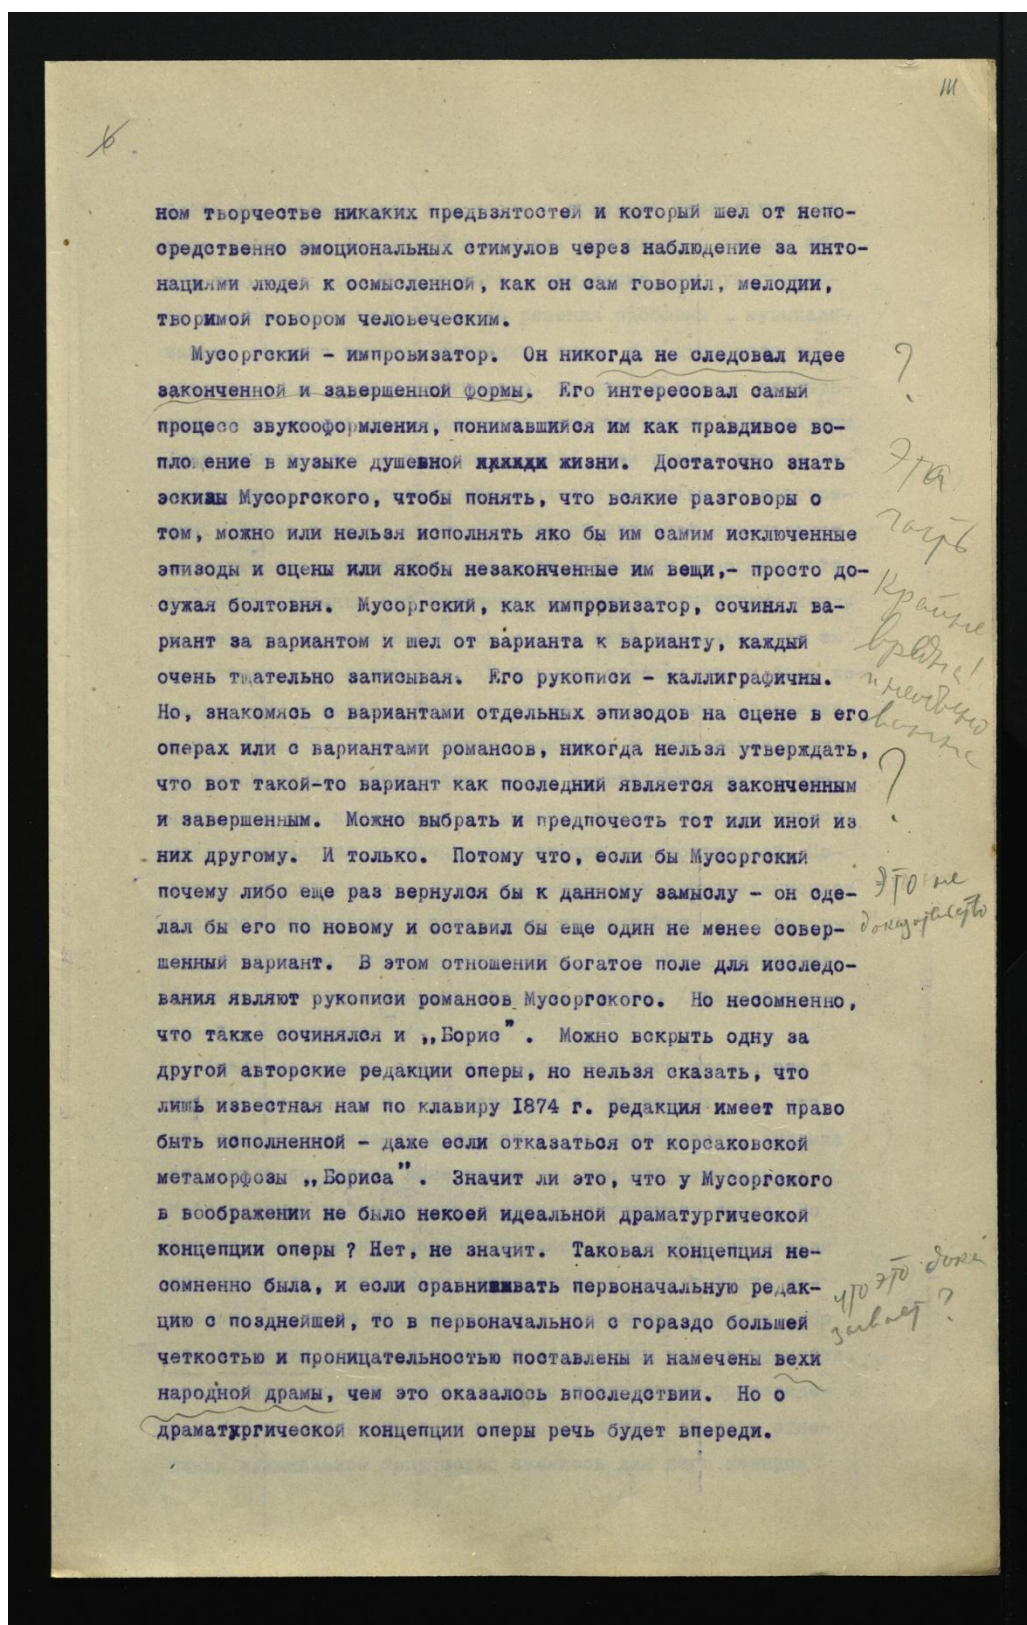 III
6
ном творчестве никаких предвзятостей и который шел от непо-
средственно эмоциональных стимулов через наблюдение за инто-
нациями людей к осмысленной, как он сам говорил, мелодии,
творимой говором человеческим.
Мусоргский – импровизатор. Он никогда не следовал идее
законченной и завершенной формы. Его интересовал самый
?
процесс звукооформления, понимавшийся им как правдивое во-
площение в музыке душевной жизни. Достаточно знать
эта
эскизы Мусоргского, чтобы понять, что всякие разговоры о
том, можно или нельзя исполнять яко бы им самим исключенные
часть
эпизоды и сцены или якобы незаконченные им вещи,– просто до-
сужая болтовня. Мусоргский, как импровизатор, сочинял ва-
крайне
риант за вариантом и шел от варианта к варианту, каждый
вредна!
очень тщательно записывая. Его рукописи – каллиграфичны.
Но, знакомясь с вариантами отдельных эпизодов на сцене в его
операх или с вариантами романсов, никогда нельзя утверждать,
что вот такой-то вариант как последний является законченным
?
и завершенным. Можно выбрать и предпочесть тот или иной из
них другому. И только. Потому что, если бы Мусоргский
почему либо еще раз вернулся бы к данному замыслу – он сде-
Это не
лал бы его по новому и оставил бы еще один не менее совер-
доказательство
шенный вариант. В этом отношении богатое поле для исследо-
вания являют рукописи романсов Мусоргского. Но несомненно,
что также сочинялся и „Борис”. Можно вскрыть одну за
другой авторские редакции оперы, но нельзя сказать, что
лишь известная нам по клавиру 1874 г. редакция имеет право
быть исполненной – даже если отказаться от корсаковской
метаморфозы „Бориса”. Значит ли это, что у Мусоргского
в воображении не было некоей идеальной драматургической
концепции оперы ? Нет, не значит. Таковая концепция не-
сомненно была, и если сравнивать первоначальную редак-
что это дока
цию с позднейшей, то в первоначальной с гораздо большей
зывает?
четкостью и проницательностью поставлены и намечены вехи
народной драмы, чем это оказалось впоследствии. Но о
драматургической концепции оперы речь будет впереди.